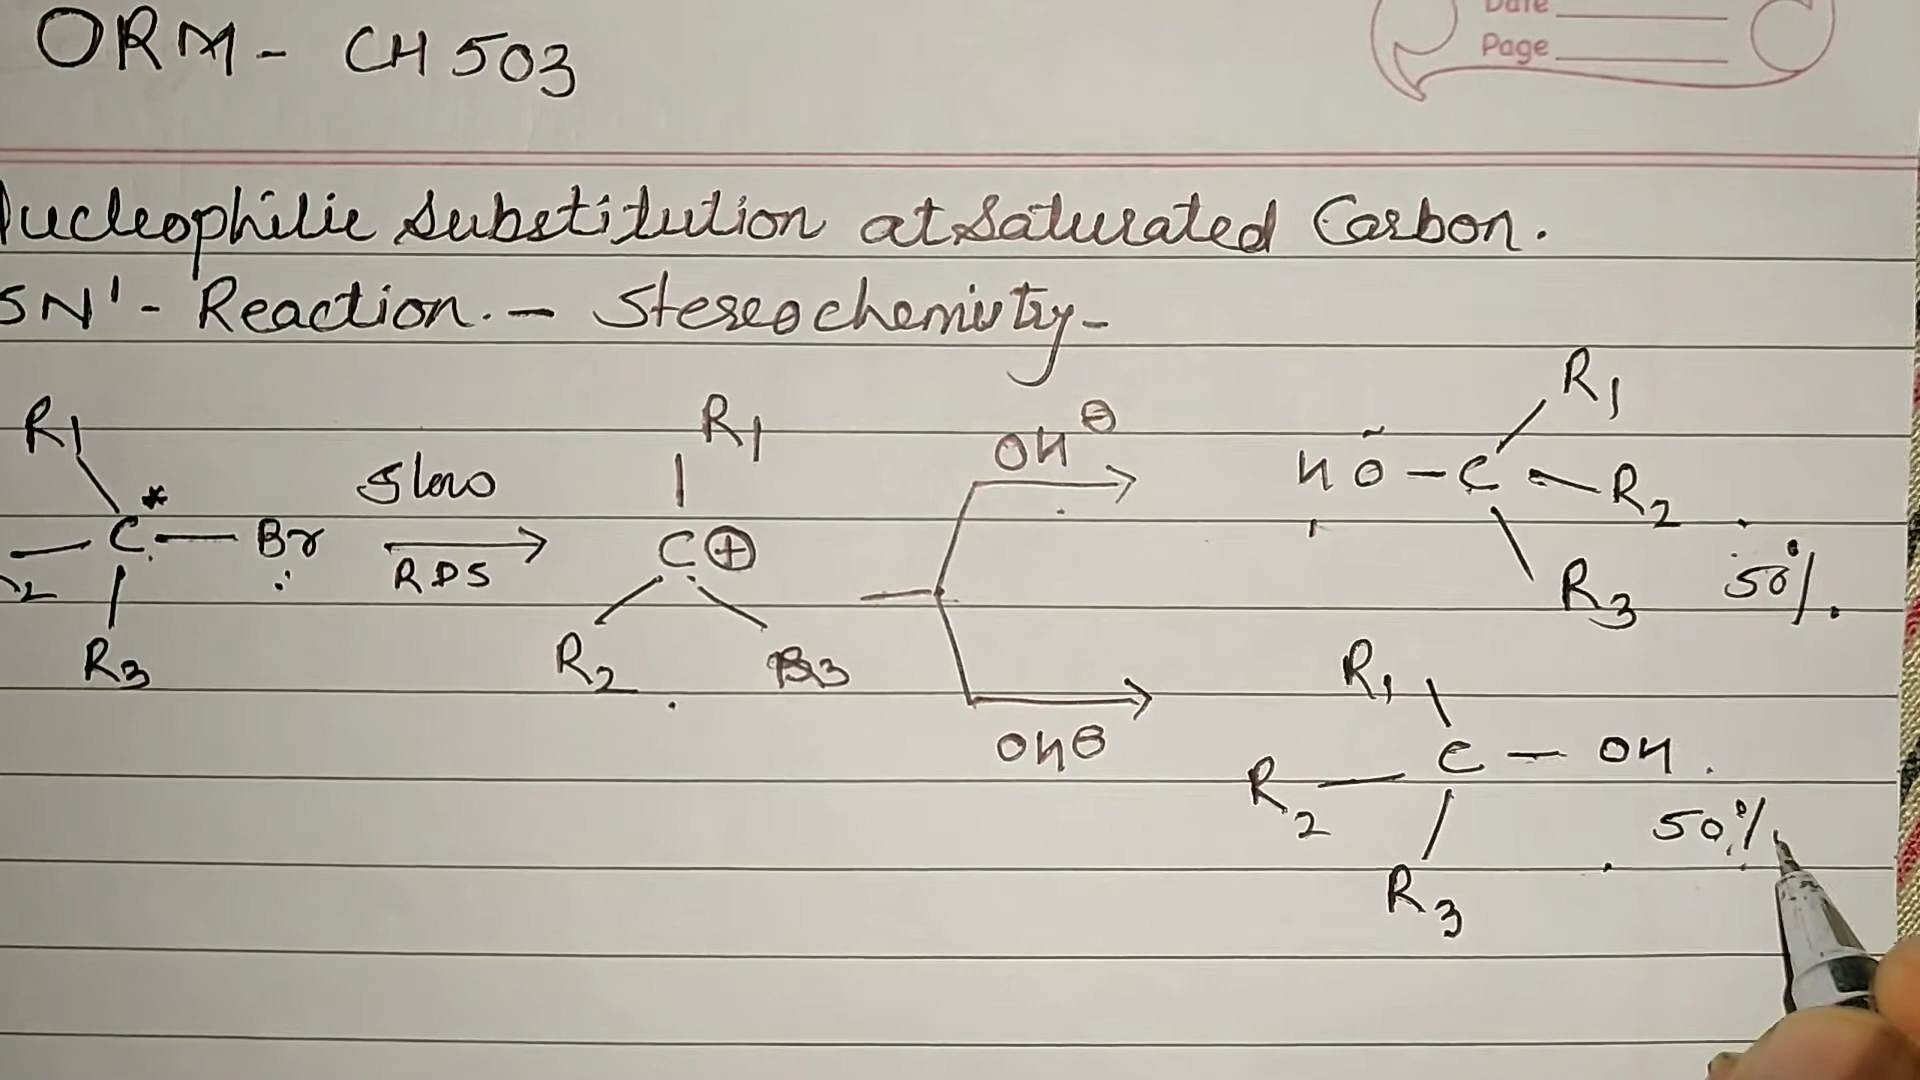 Date
ORM - CH 503
Page
Nucleophilic Substitution at Saturated Carbon.
SN1 - Reaction. - Stereochemistry -
R1
R1
R1
OH⊖
Slow
HO - C - R2
C* - Br
RDS
C⊕
50%.
R3
R3
R2
R3
R1
OH⊖
C - OH.
R2
50%
R3